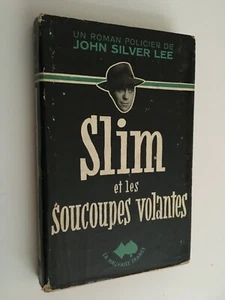 UN ROMAN POLICIER DE
JOHN SILVER LEE
Slim
et les
soucoupes volantes